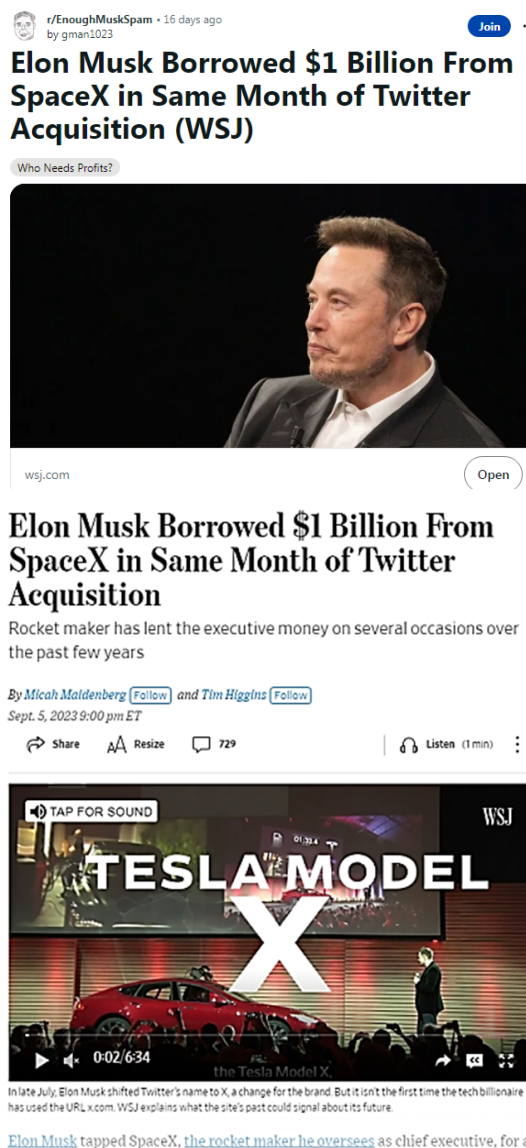 r/EnoughMuskSpam • 16 days ago
by gman1023
Join
Elon Musk Borrowed $1 Billion From
SpaceX in Same Month of Twitter
Acquisition (WSJ)
Who Needs Profits?
wsj.com
Open
Elon Musk Borrowed $1 Billion From
SpaceX in Same Month of Twitter
Acquisition
Rocket maker has lent the executive money on several occasions over
the past few years
By Micah Maidenberg Follow and Tim Higgins Follow
Sept. 5, 2023 9:00 pm ET
Share
Resize
729
Listen (1 min)
TAP FOR SOUND
WSJ
TESLA MODEL
X
0:02/6:34
CC
the Tesla Model X,
In late July, Elon Musk shifted Twitter's name to X, a change for the brand. But it isn't the first time the tech billionaire
has used the URL x.com. WSJ explains what the site's past could signal about its future.
Elon Musk tapped SpaceX, the rocket maker he oversees as chief executive, for a